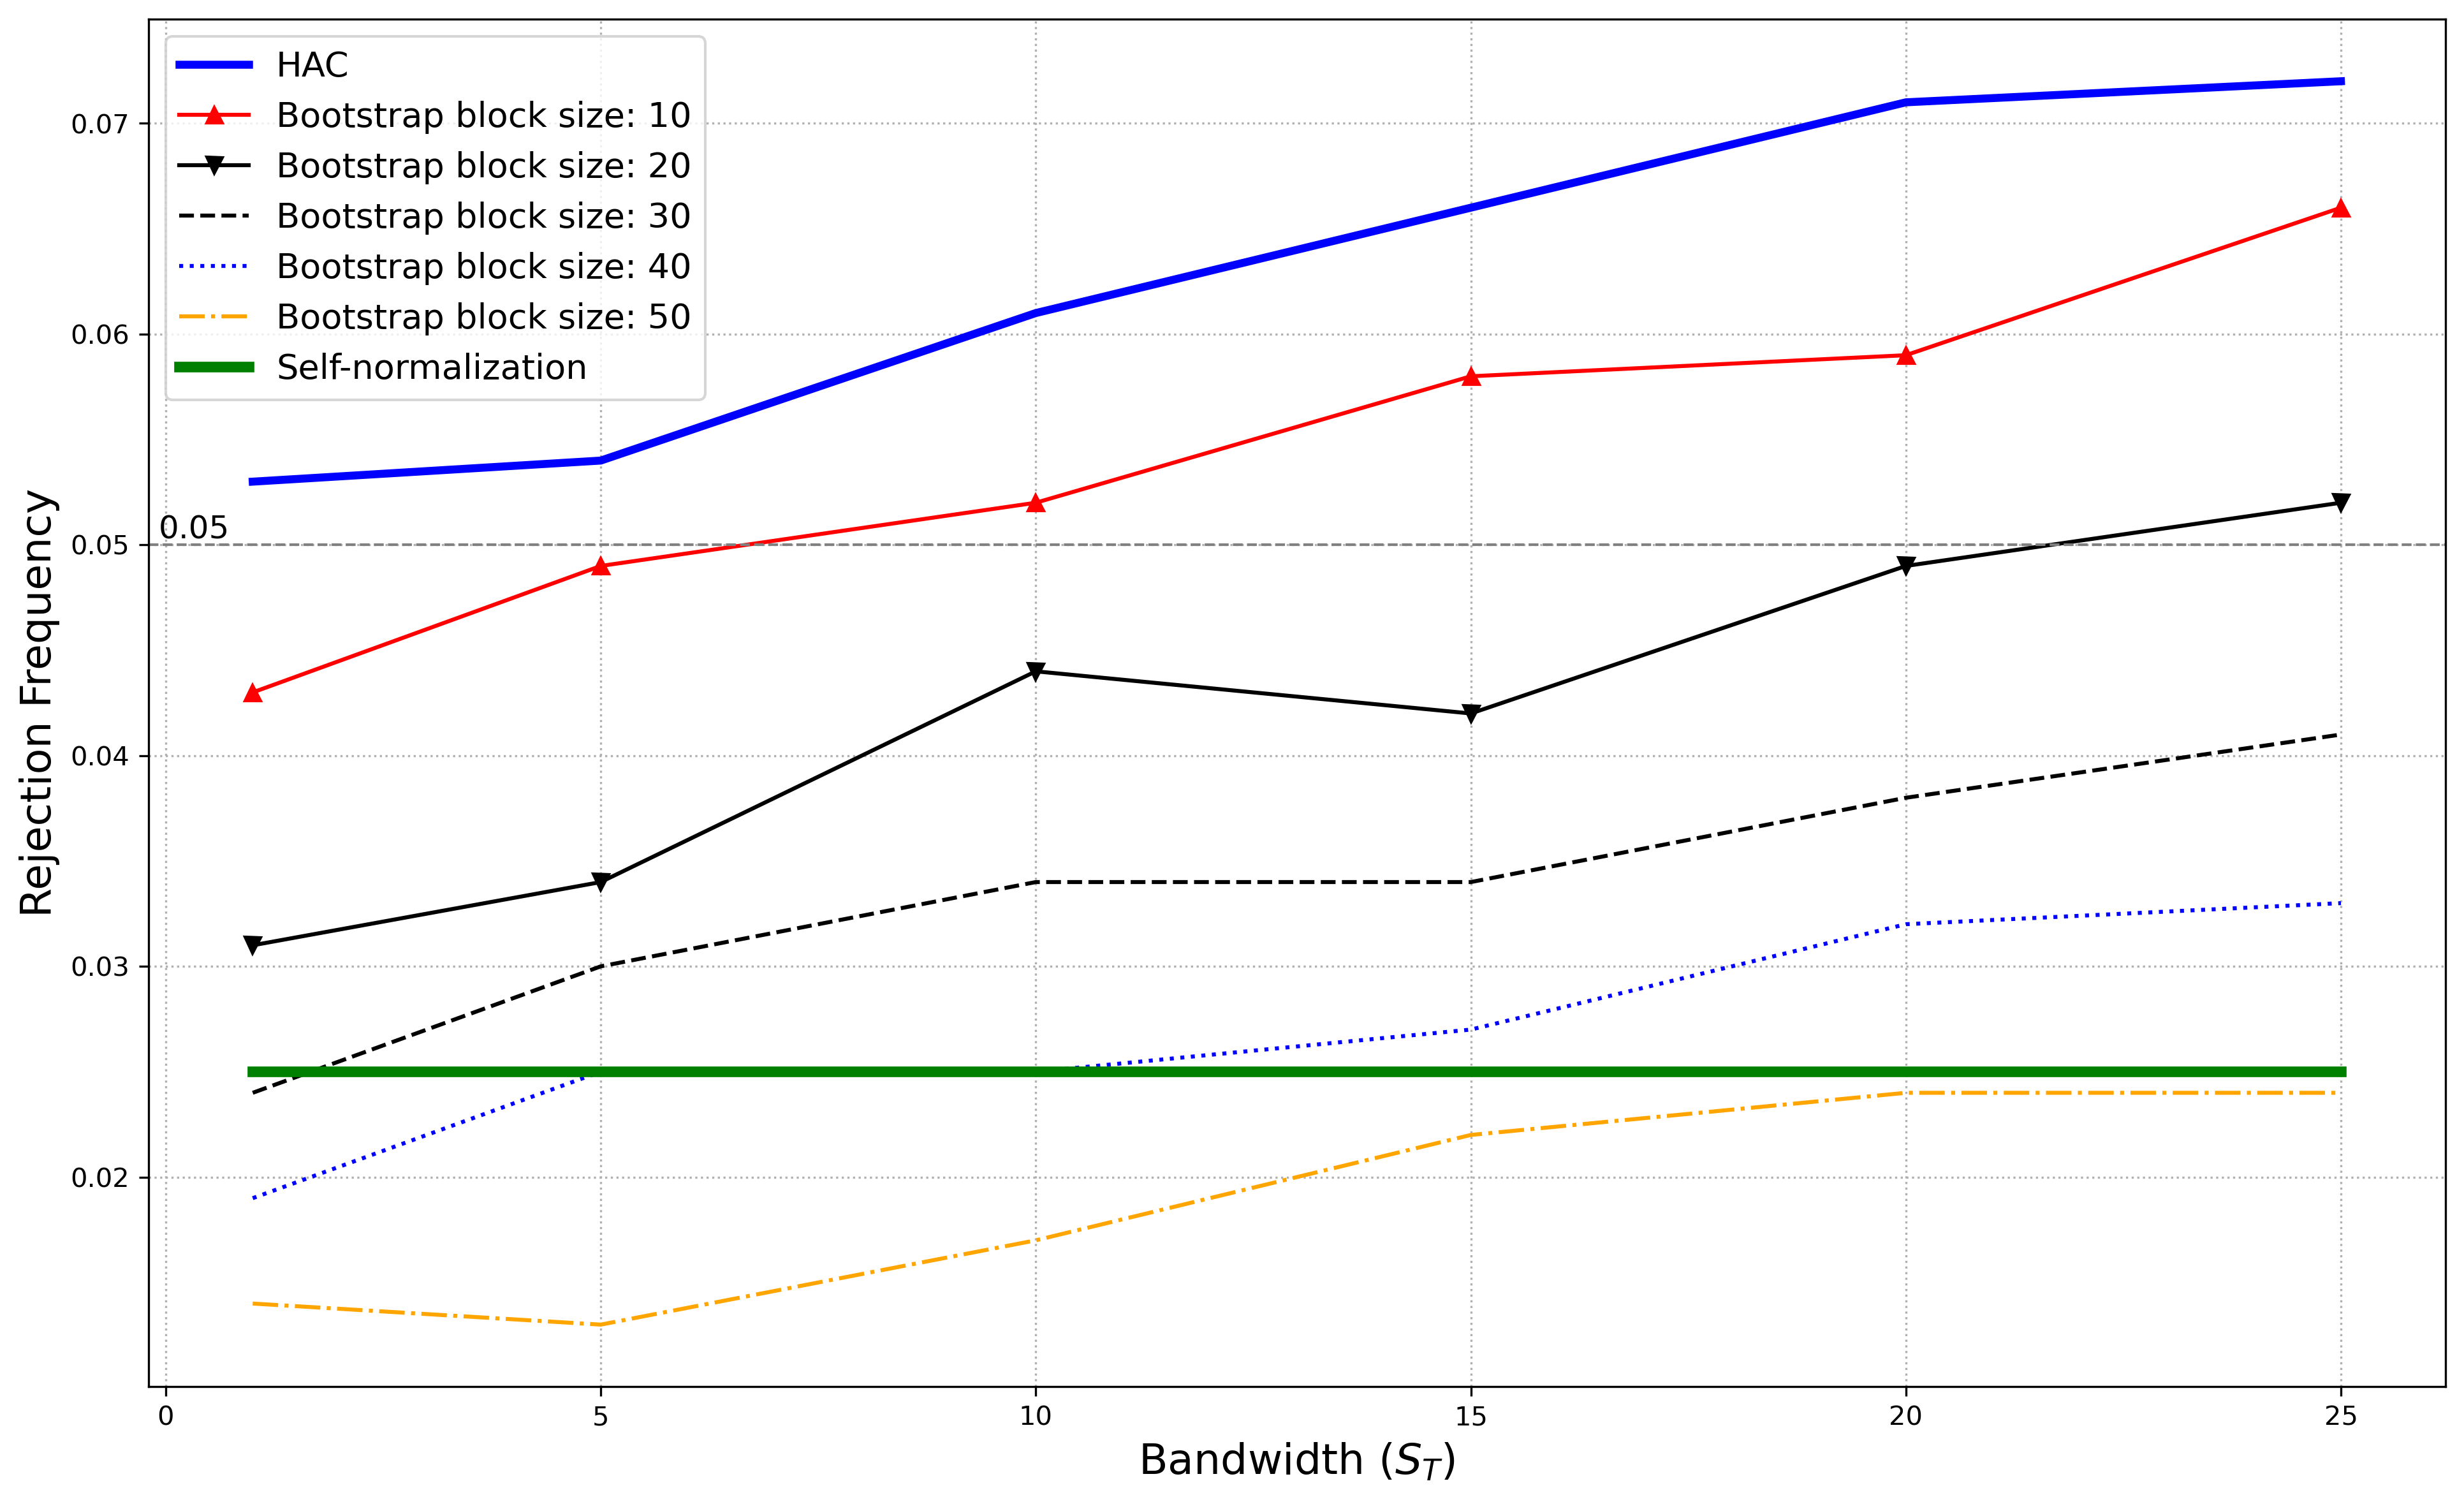 HAC
Bootstrap block size: 10
Bootstrap block size: 20
Bootstrap block size: 30
Bootstrap block size: 40
Bootstrap block size: 50
Self-normalization
0.07
0.06
0.05
0.05
0.04
0.03
0.02
Rejection Frequency
0 5 10 15 20 25
Bandwidth (S_T)